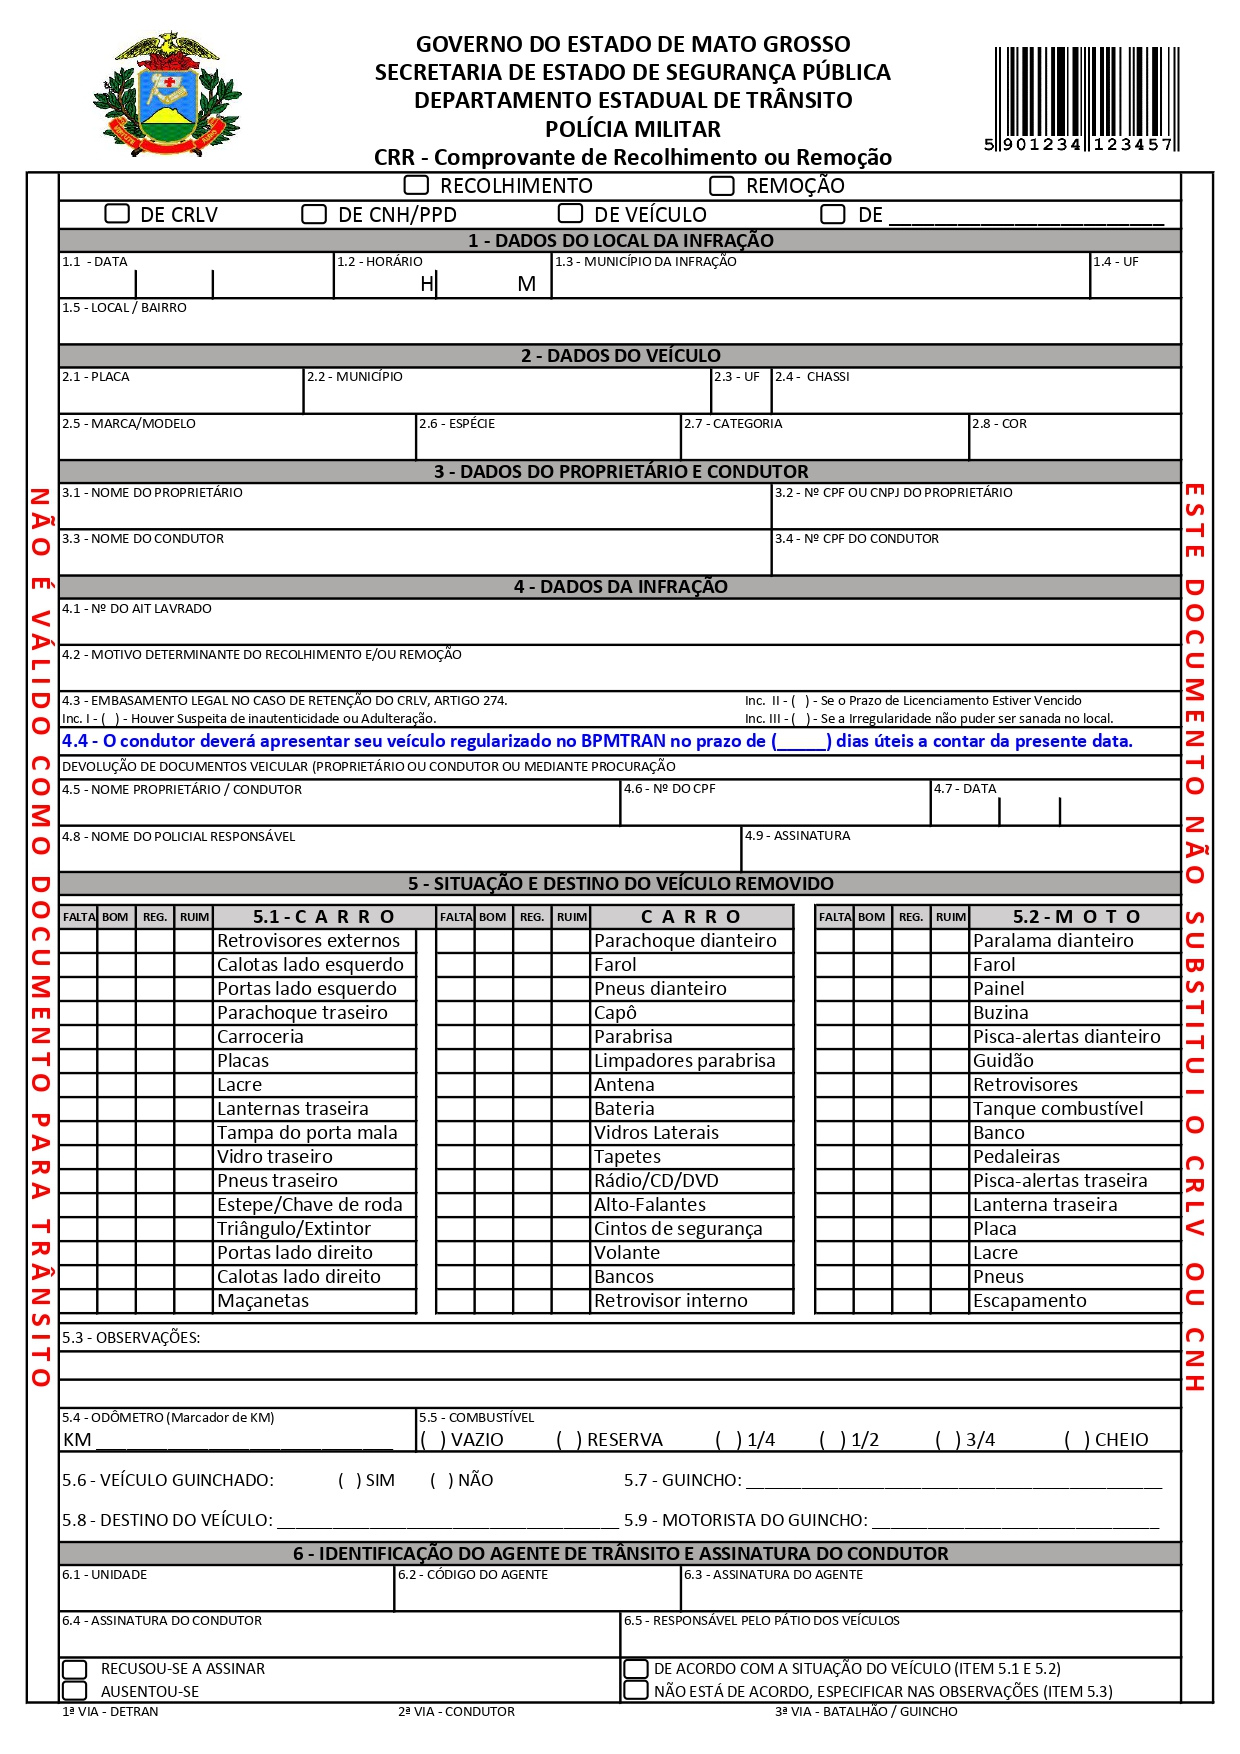 GOVERNO DO ESTADO DE MATO GROSSO
SECRETARIA DE ESTADO DE SEGURANÇA PÚBLICA
DEPARTAMENTO ESTADUAL DE TRÂNSITO
POLÍCIA MILITAR
CRR - Comprovante de Recolhimento ou Remoção
5 901234 123457
RECOLHIMENTO REMOÇÃO
DE CRLV DE CNH/PPD DE VEÍCULO DE ________________________
1 - DADOS DO LOCAL DA INFRAÇÃO
1.1 - DATA 1.2 - HORÁRIO 1.3 - MUNICÍPIO DA INFRAÇÃO 1.4 - UF
H M
1.5 - LOCAL / BAIRRO
2 - DADOS DO VEÍCULO
2.1 - PLACA 2.2 - MUNICÍPIO 2.3 - UF 2.4 - CHASSI
2.5 - MARCA/MODELO 2.6 - ESPÉCIE 2.7 - CATEGORIA 2.8 - COR
3 - DADOS DO PROPRIETÁRIO E CONDUTOR
3.1 - NOME DO PROPRIETÁRIO 3.2 - Nº CPF OU CNPJ DO PROPRIETÁRIO
3.3 - NOME DO CONDUTOR 3.4 - Nº CPF DO CONDUTOR
4 - DADOS DA INFRAÇÃO
4.1 - Nº DO AIT LAVRADO
4.2 - MOTIVO DETERMINANTE DO RECOLHIMENTO E/OU REMOÇÃO
4.3 - EMBASAMENTO LEGAL NO CASO DE RETENÇÃO DO CRLV, ARTIGO 274. Inc. II - ( ) - Se o Prazo de Licenciamento Estiver Vencido
Inc. I - ( ) - Houver Suspeita de inautenticidade ou Adulteração. Inc. III - ( ) - Se a Irregularidade não puder ser sanada no local.
4.4 - O condutor deverá apresentar seu veículo regularizado no BPMTRAN no prazo de (_____) dias úteis a contar da presente data.
DEVOLUÇÃO DE DOCUMENTOS VEICULAR (PROPRIETÁRIO OU CONDUTOR OU MEDIANTE PROCURAÇÃO
4.5 - NOME PROPRIETÁRIO / CONDUTOR 4.6 - Nº DO CPF 4.7 - DATA
4.8 - NOME DO POLICIAL RESPONSÁVEL 4.9 - ASSINATURA
5 - SITUAÇÃO E DESTINO DO VEÍCULO REMOVIDO
FALTA BOM REG. RUIM 5.1 - C A R R O FALTA BOM REG. RUIM C A R R O FALTA BOM REG. RUIM 5.2 - M O T O
Retrovisores externos Parachoque dianteiro Paralama dianteiro
Calotas lado esquerdo Farol Farol
Portas lado esquerdo Pneus dianteiro Painel
Parachoque traseiro Capô Buzina
Carroceria Parabrisa Pisca-alertas dianteiro
Placas Limpadores parabrisa Guidão
Lacre Antena Retrovisores
Lanternas traseira Bateria Tanque combustível
Tampa do porta mala Vidros Laterais Banco
Vidro traseiro Tapetes Pedaleiras
Pneus traseiro Rádio/CD/DVD Pisca-alertas traseira
Estepe/Chave de roda Alto-Falantes Lanterna traseira
Triângulo/Extintor Cintos de segurança Placa
Portas lado direito Volante Lacre
Calotas lado direito Bancos Pneus
Maçanetas Retrovisor interno Escapamento
5.3 - OBSERVAÇÕES:
5.4 - ODÔMETRO (Marcador de KM) 5.5 - COMBUSTÍVEL
KM ____________________________ ( ) VAZIO ( ) RESERVA ( ) 1/4 ( ) 1/2 ( ) 3/4 ( ) CHEIO
5.6 - VEÍCULO GUINCHADO: ( ) SIM ( ) NÃO 5.7 - GUINCHO: ____________________________________________
5.8 - DESTINO DO VEÍCULO: ____________________________________ 5.9 - MOTORISTA DO GUINCHO: ______________________________
6 - IDENTIFICAÇÃO DO AGENTE DE TRÂNSITO E ASSINATURA DO CONDUTOR
6.1 - UNIDADE 6.2 - CÓDIGO DO AGENTE 6.3 - ASSINATURA DO AGENTE
6.4 - ASSINATURA DO CONDUTOR 6.5 - RESPONSÁVEL PELO PÁTIO DOS VEÍCULOS
RECUSOU-SE A ASSINAR DE ACORDO COM A SITUAÇÃO DO VEÍCULO (ITEM 5.1 E 5.2)
AUSENTOU-SE NÃO ESTÁ DE ACORDO, ESPECIFICAR NAS OBSERVAÇÕES (ITEM 5.3)
1ª VIA - DETRAN 2ª VIA - CONDUTOR 3ª VIA - BATALHÃO / GUINCHO
NÃO É VÁLIDO COMO DOCUMENTO PARA TRÂNSITO
ESTE DOCUMENTO NÃO SUBSTITUI O CRLV OU CNH